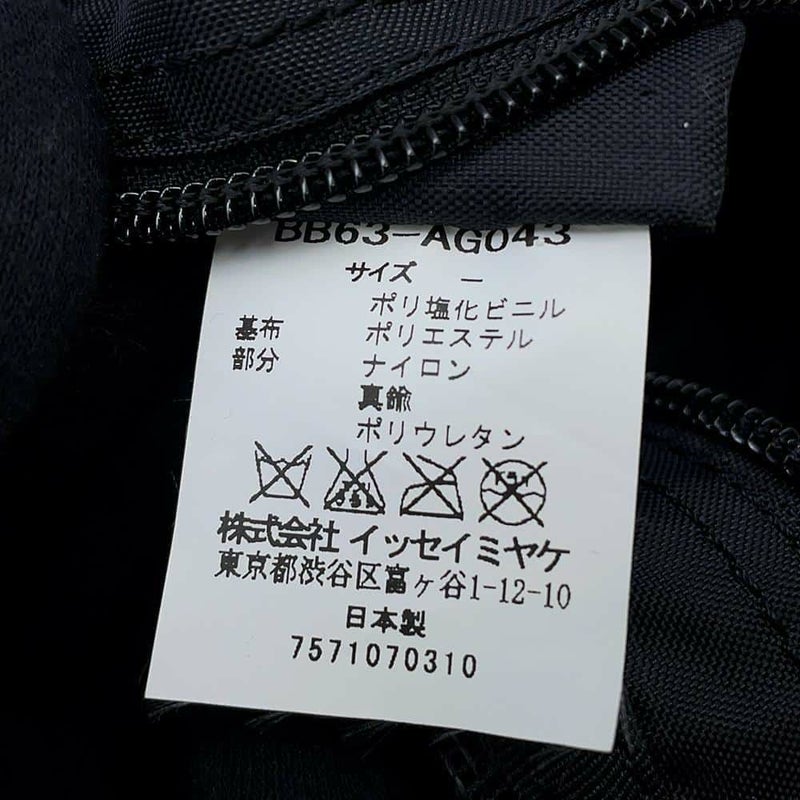 BB63-AG043
サイズ －
ポリ塩化ビニル
基布 ポリエステル
部分 ナイロン
真鍮
ポリウレタン
株式会社 イッセイミヤケ
東京都渋谷区富ヶ谷1-12-10
日本製
7571070310